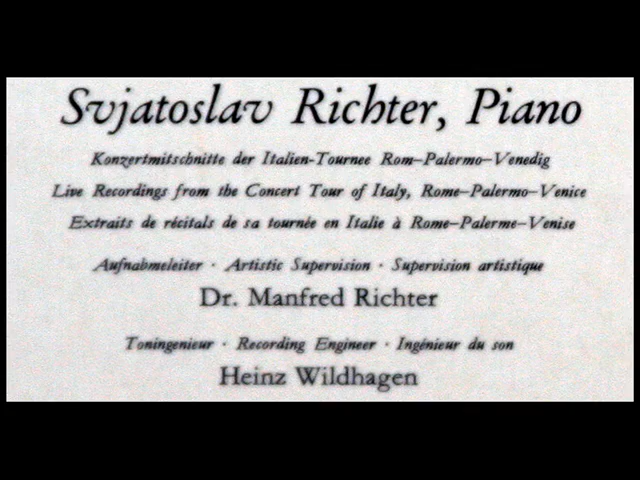 Svjatoslav Richter, Piano
Konzertmitschnitte der Italien-Tournee Rom–Palermo–Venedig
Live Recordings from the Concert Tour of Italy, Rome–Palermo–Venice
Extraits de récitals de sa tournée en Italie à Rome–Palerme–Venise
Aufnahmeleiter · Artistic Supervision · Supervision artistique
Dr. Manfred Richter
Toningenieur · Recording Engineer · Ingénieur du son
Heinz Wildhagen